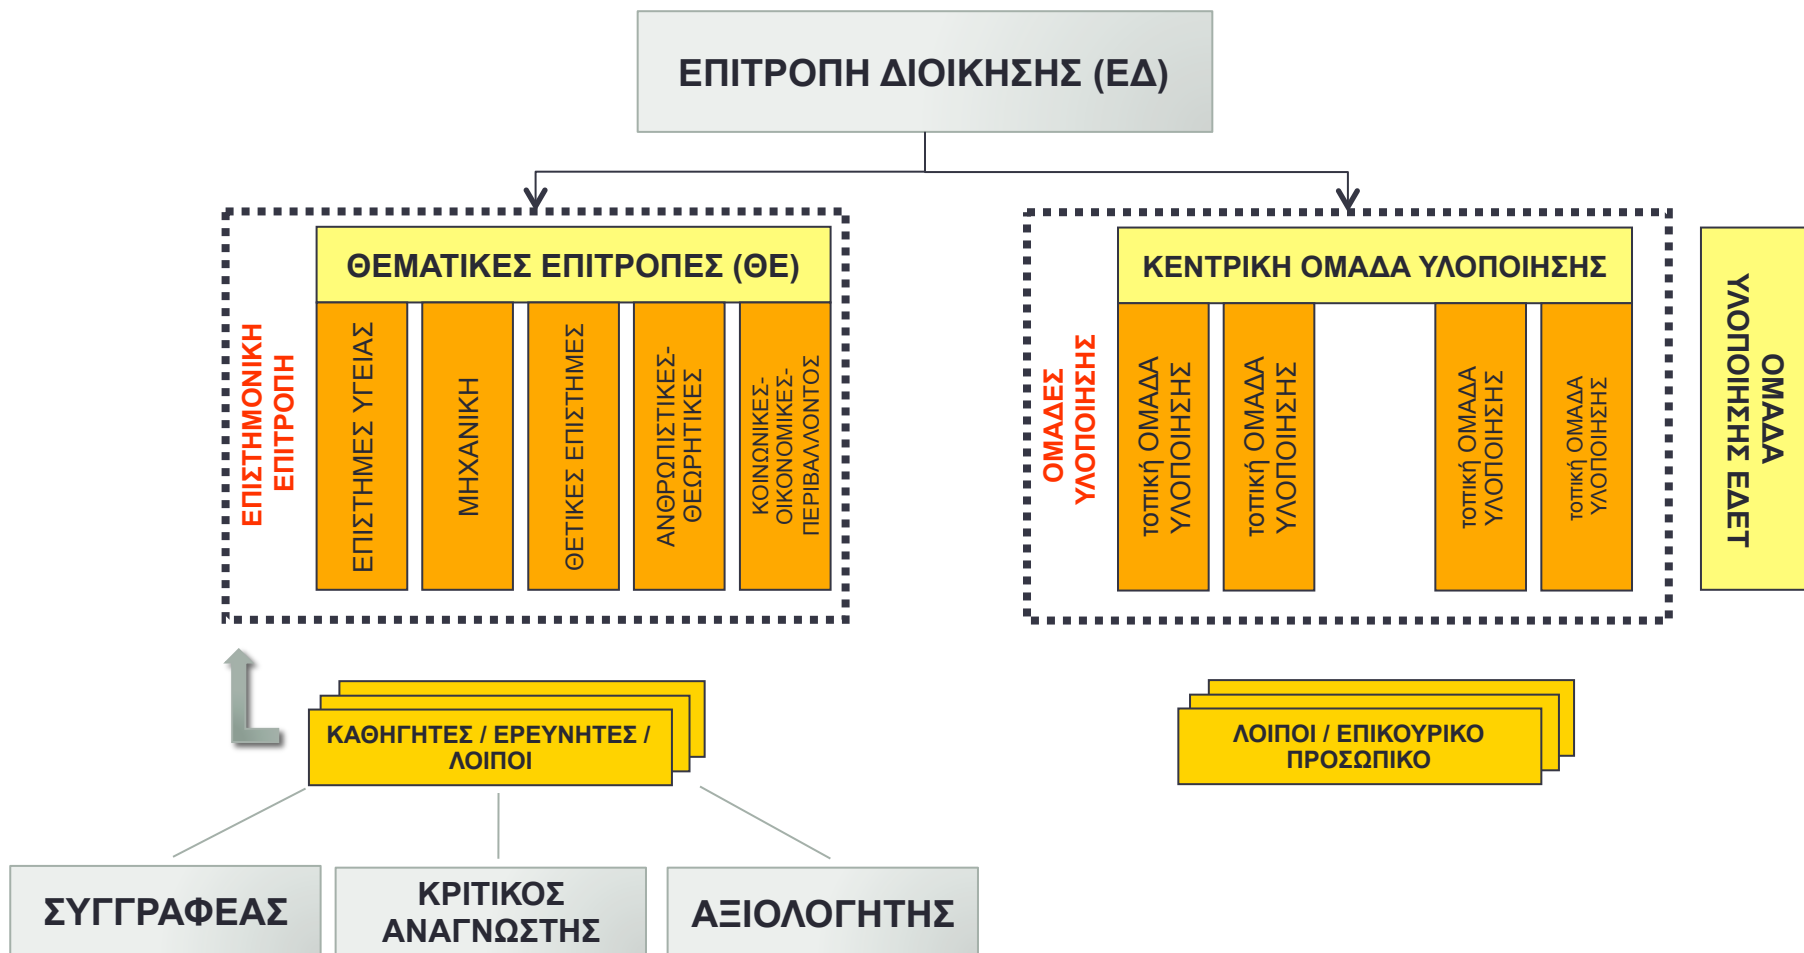 ΕΠΙΤΡΟΠΗ ΔΙΟΙΚΗΣΗΣ (ΕΔ)
ΕΠΙΣΤΗΜΟΝΙΚΗ
ΕΠΙΤΡΟΠΗ
ΘΕΜΑΤΙΚΕΣ ΕΠΙΤΡΟΠΕΣ (ΘΕ)
ΕΠΙΣΤΗΜΕΣ ΥΓΕΙΑΣ
ΜΗΧΑΝΙΚΗ
ΘΕΤΙΚΕΣ ΕΠΙΣΤΗΜΕΣ
ΑΝΘΡΩΠΙΣΤΙΚΕΣ-
ΘΕΩΡΗΤΙΚΕΣ
ΚΟΙΝΩΝΙΚΕΣ-
ΟΙΚΟΝΟΜΙΚΕΣ-
ΠΕΡΙΒΑΛΛΟΝΤΟΣ
ΟΜΑΔΕΣ
ΥΛΟΠΟΙΗΣΗΣ
ΚΕΝΤΡΙΚΗ ΟΜΑΔΑ ΥΛΟΠΟΙΗΣΗΣ
τοπική ΟΜΑΔΑ
ΥΛΟΠΟΙΗΣΗΣ
τοπική ΟΜΑΔΑ
ΥΛΟΠΟΙΗΣΗΣ
τοπική ΟΜΑΔΑ
ΥΛΟΠΟΙΗΣΗΣ
τοπική ΟΜΑΔΑ
ΥΛΟΠΟΙΗΣΗΣ
ΟΜΑΔΑ
ΥΛΟΠΟΙΗΣΗΣ ΕΔΕΤ
ΚΑΘΗΓΗΤΕΣ / ΕΡΕΥΝΗΤΕΣ /
ΛΟΙΠΟΙ
ΛΟΙΠΟΙ / ΕΠΙΚΟΥΡΙΚΟ
ΠΡΟΣΩΠΙΚΟ
ΣΥΓΓΡΑΦΕΑΣ
ΚΡΙΤΙΚΟΣ
ΑΝΑΓΝΩΣΤΗΣ
ΑΞΙΟΛΟΓΗΤΗΣ